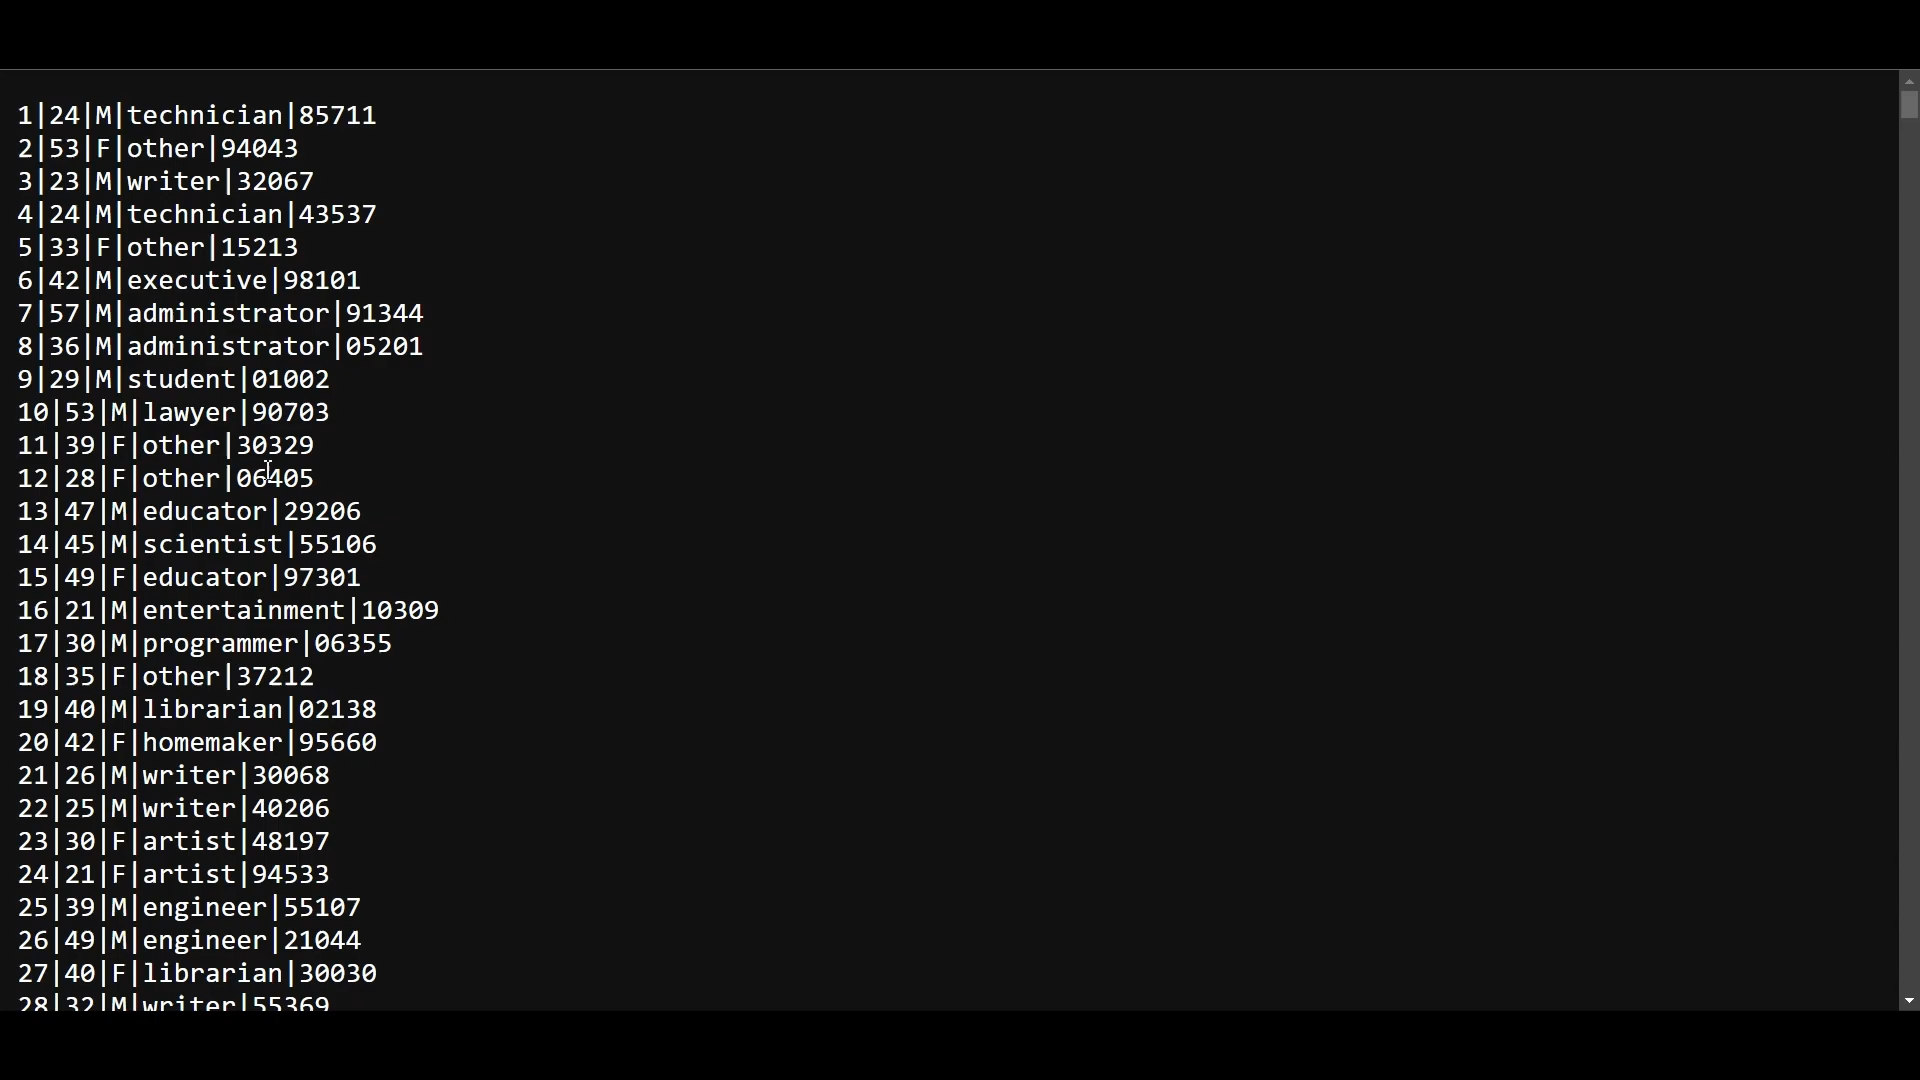 1|24|M|technician|85711
2|53|F|other|94043
3|23|M|writer|32067
4|24|M|technician|43537
5|33|F|other|15213
6|42|M|executive|98101
7|57|M|administrator|91344
8|36|M|administrator|05201
9|29|M|student|01002
10|53|M|lawyer|90703
11|39|F|other|30329
12|28|F|other|06405
13|47|M|educator|29206
14|45|M|scientist|55106
15|49|F|educator|97301
16|21|M|entertainment|10309
17|30|M|programmer|06355
18|35|F|other|37212
19|40|M|librarian|02138
20|42|F|homemaker|95660
21|26|M|writer|30068
22|25|M|writer|40206
23|30|F|artist|48197
24|21|F|artist|94533
25|39|M|engineer|55107
26|49|M|engineer|21044
27|40|F|librarian|30030
28|32|M|writer|55369